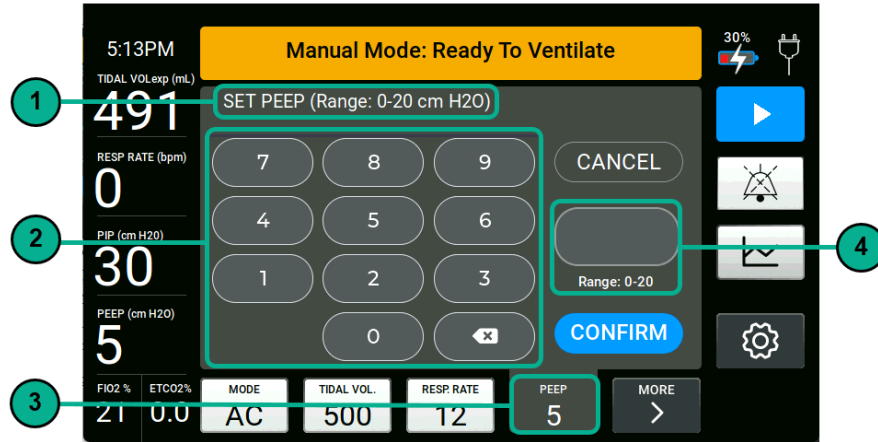 5:13PM
Manual Mode: Ready To Ventilate
30%
TIDAL VOLexp (mL)
491
RESP RATE (bpm)
0
PIP (cm H20)
30
PEEP (cm H2O)
5
FIO2 %
21
ETCO2%
0.0
SET PEEP (Range: 0-20 cm H2O)
7 8 9
4 5 6
1 2 3
0
CANCEL
Range: 0-20
CONFIRM
MODE
AC
TIDAL VOL.
500
RESP. RATE
12
PEEP
5
MORE
1
2
3
4